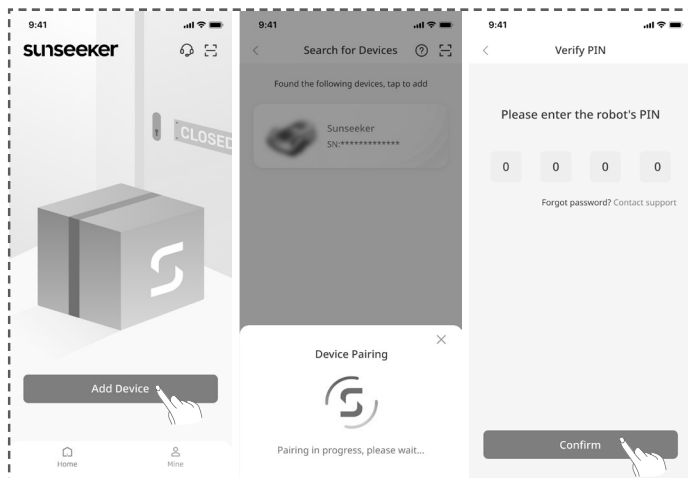 9:41
sunseeker
CLOSED
Add Device
Home
Mine
9:41
Search for Devices
Found the following devices, tap to add
Sunseeker
SN:*************
Device Pairing
Pairing in progress, please wait...
9:41
Verify PIN
Please enter the robot's PIN
0 0 0 0
Forgot password? Contact support
Confirm